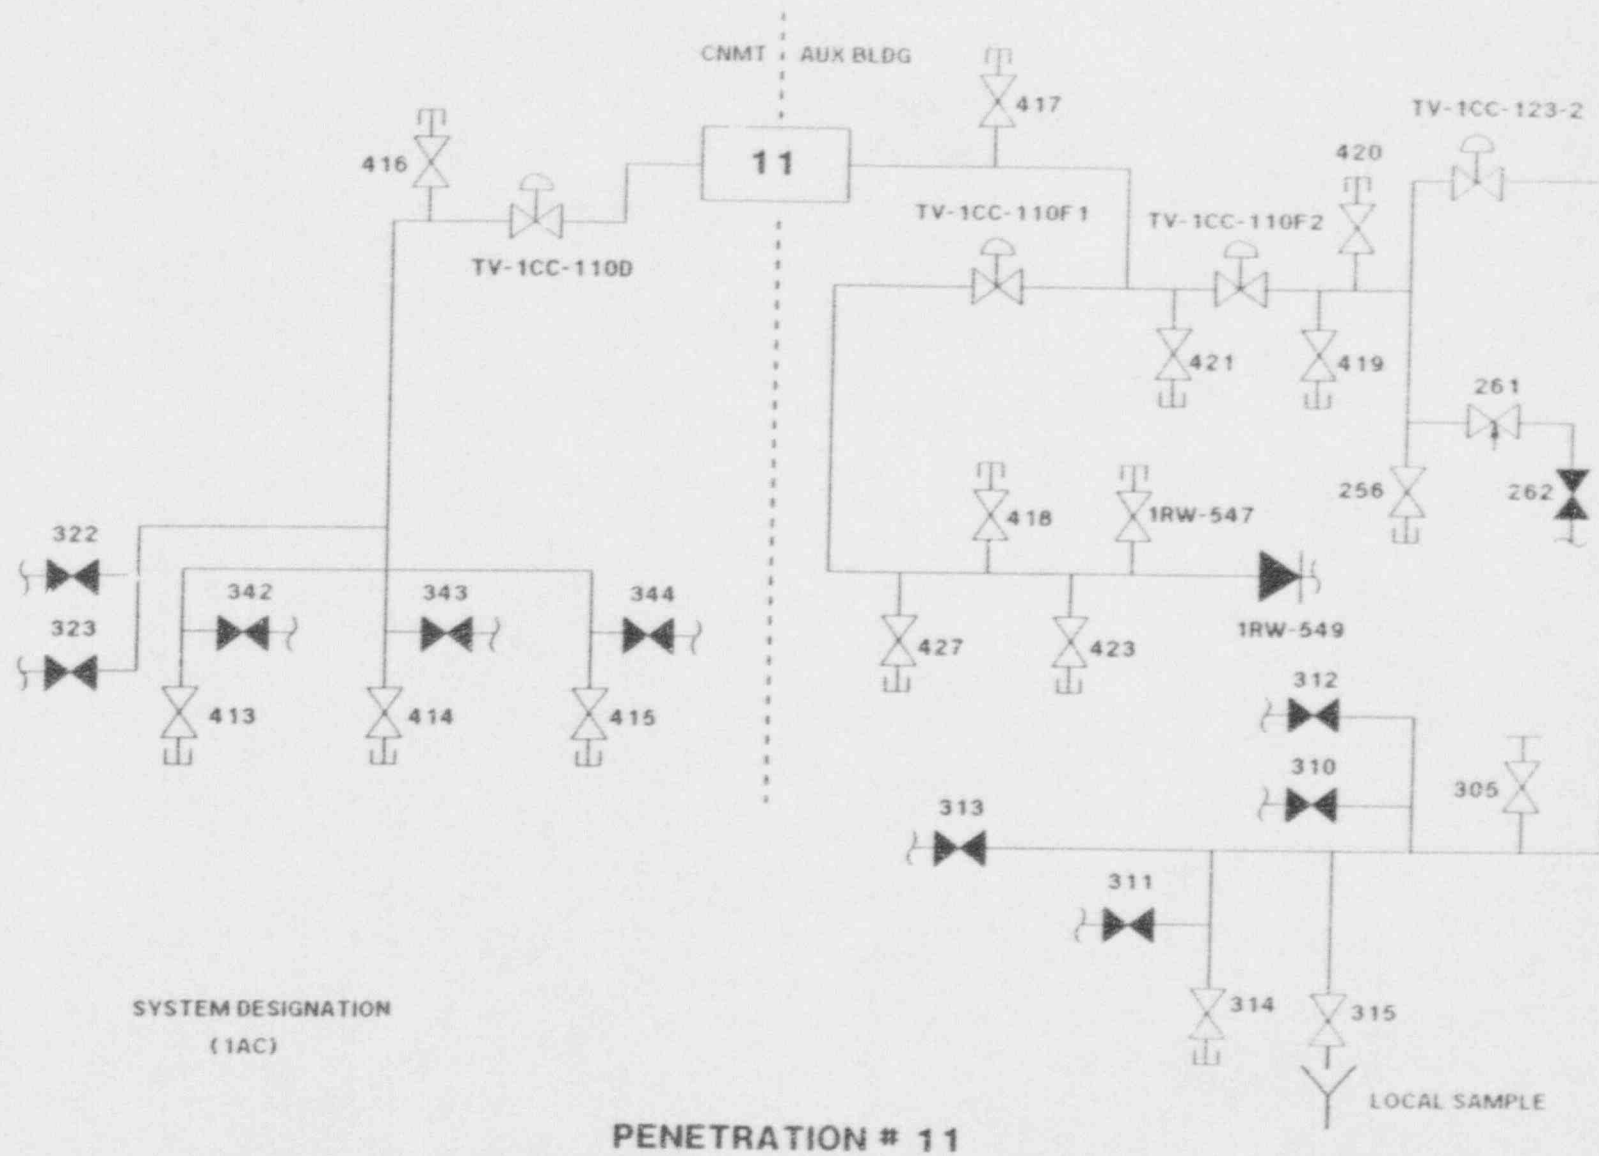 CNMT AUX BLDG
417
TV-1CC-123-2
416
11
420
TV-1CC-110F1
TV-1CC-110F2
TV-1CC-110D
421
419
261
256
262
418
1RW-547
322
342
343
344
323
1RW-549
427
423
312
413
414
415
310
305
313
311
SYSTEM DESIGNATION
(1AC)
314
315
LOCAL SAMPLE
PENETRATION # 11